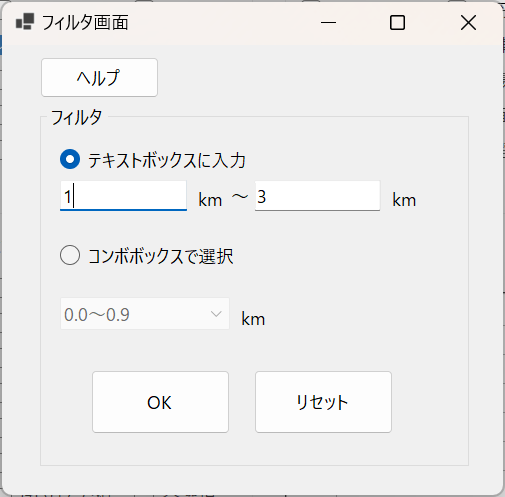 フィルタ画面
ヘルプ
フィルタ
テキストボックスに入力
1 km ～ 3 km
コンボボックスで選択
0.0～0.9 km
OK リセット